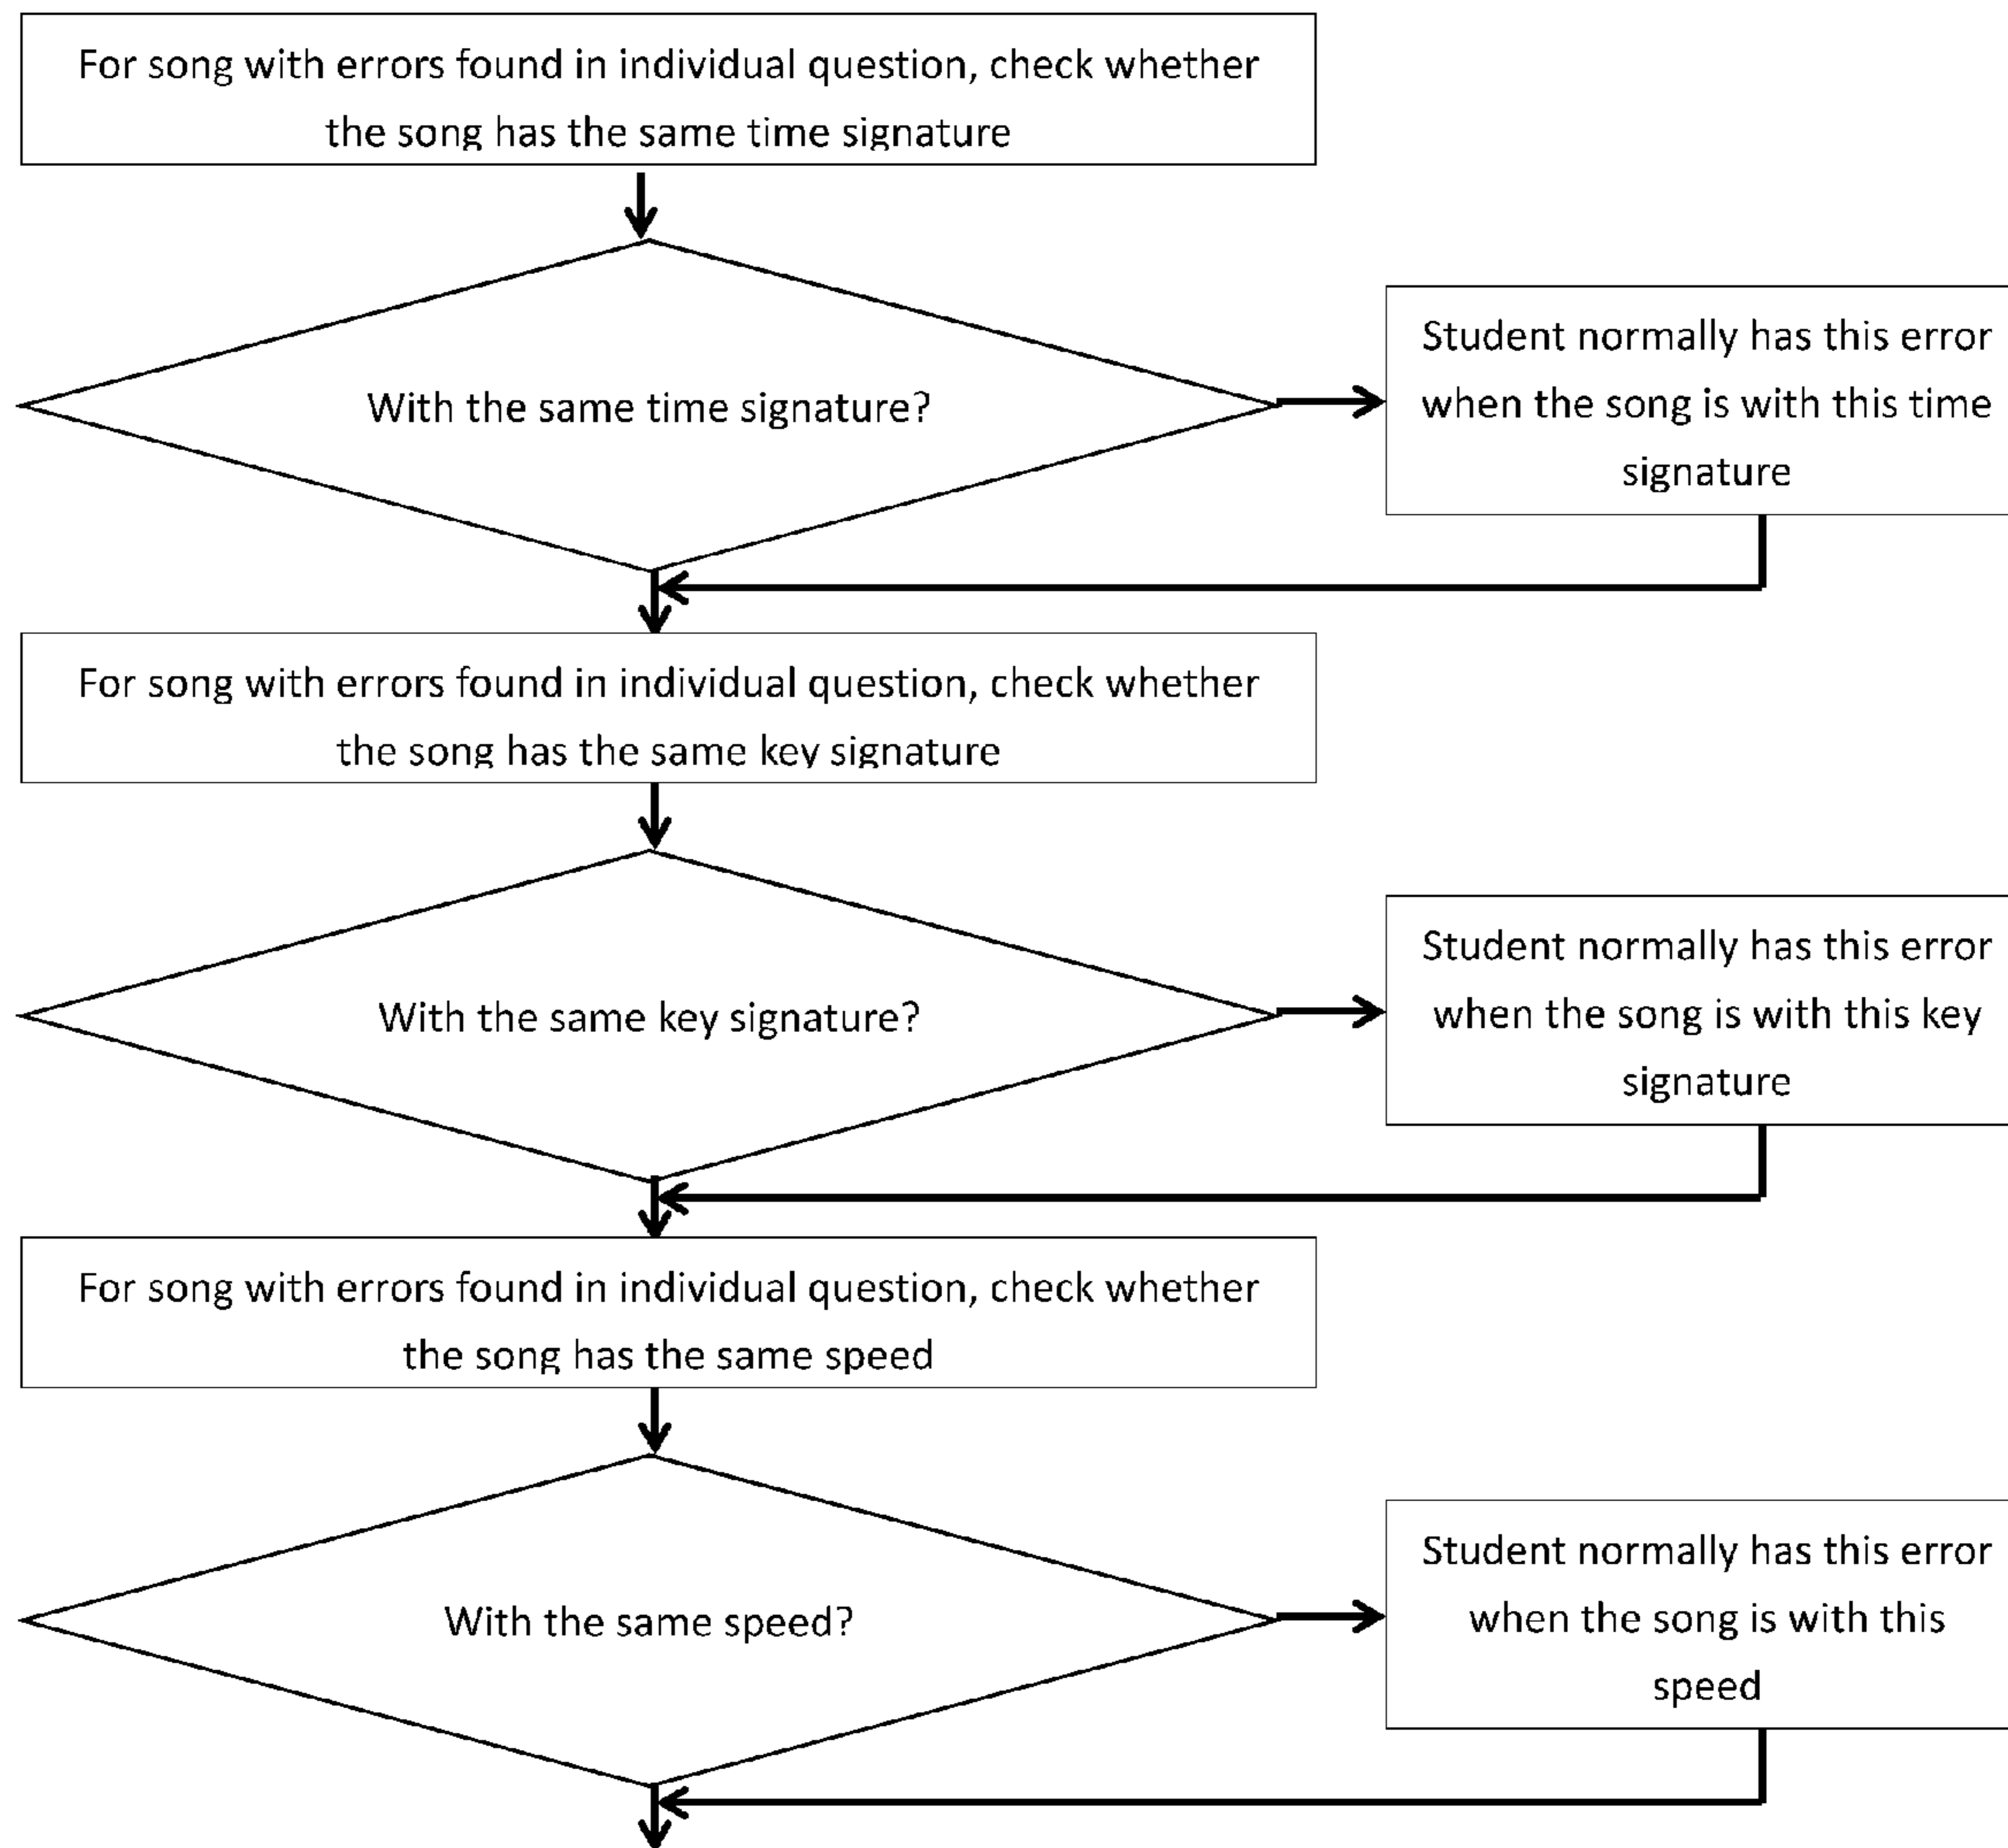 For song with errors found in individual question, check whether
the song has the same time signature
With the same time signature?
Student normally has this error
when the song is with this time
signature
For song with errors found in individual question, check whether
the song has the same key signature
With the same key signature?
Student normally has this error
when the song is with this key
signature
For song with errors found in individual question, check whether
the song has the same speed
With the same speed?
Student normally has this error
when the song is with this
speed